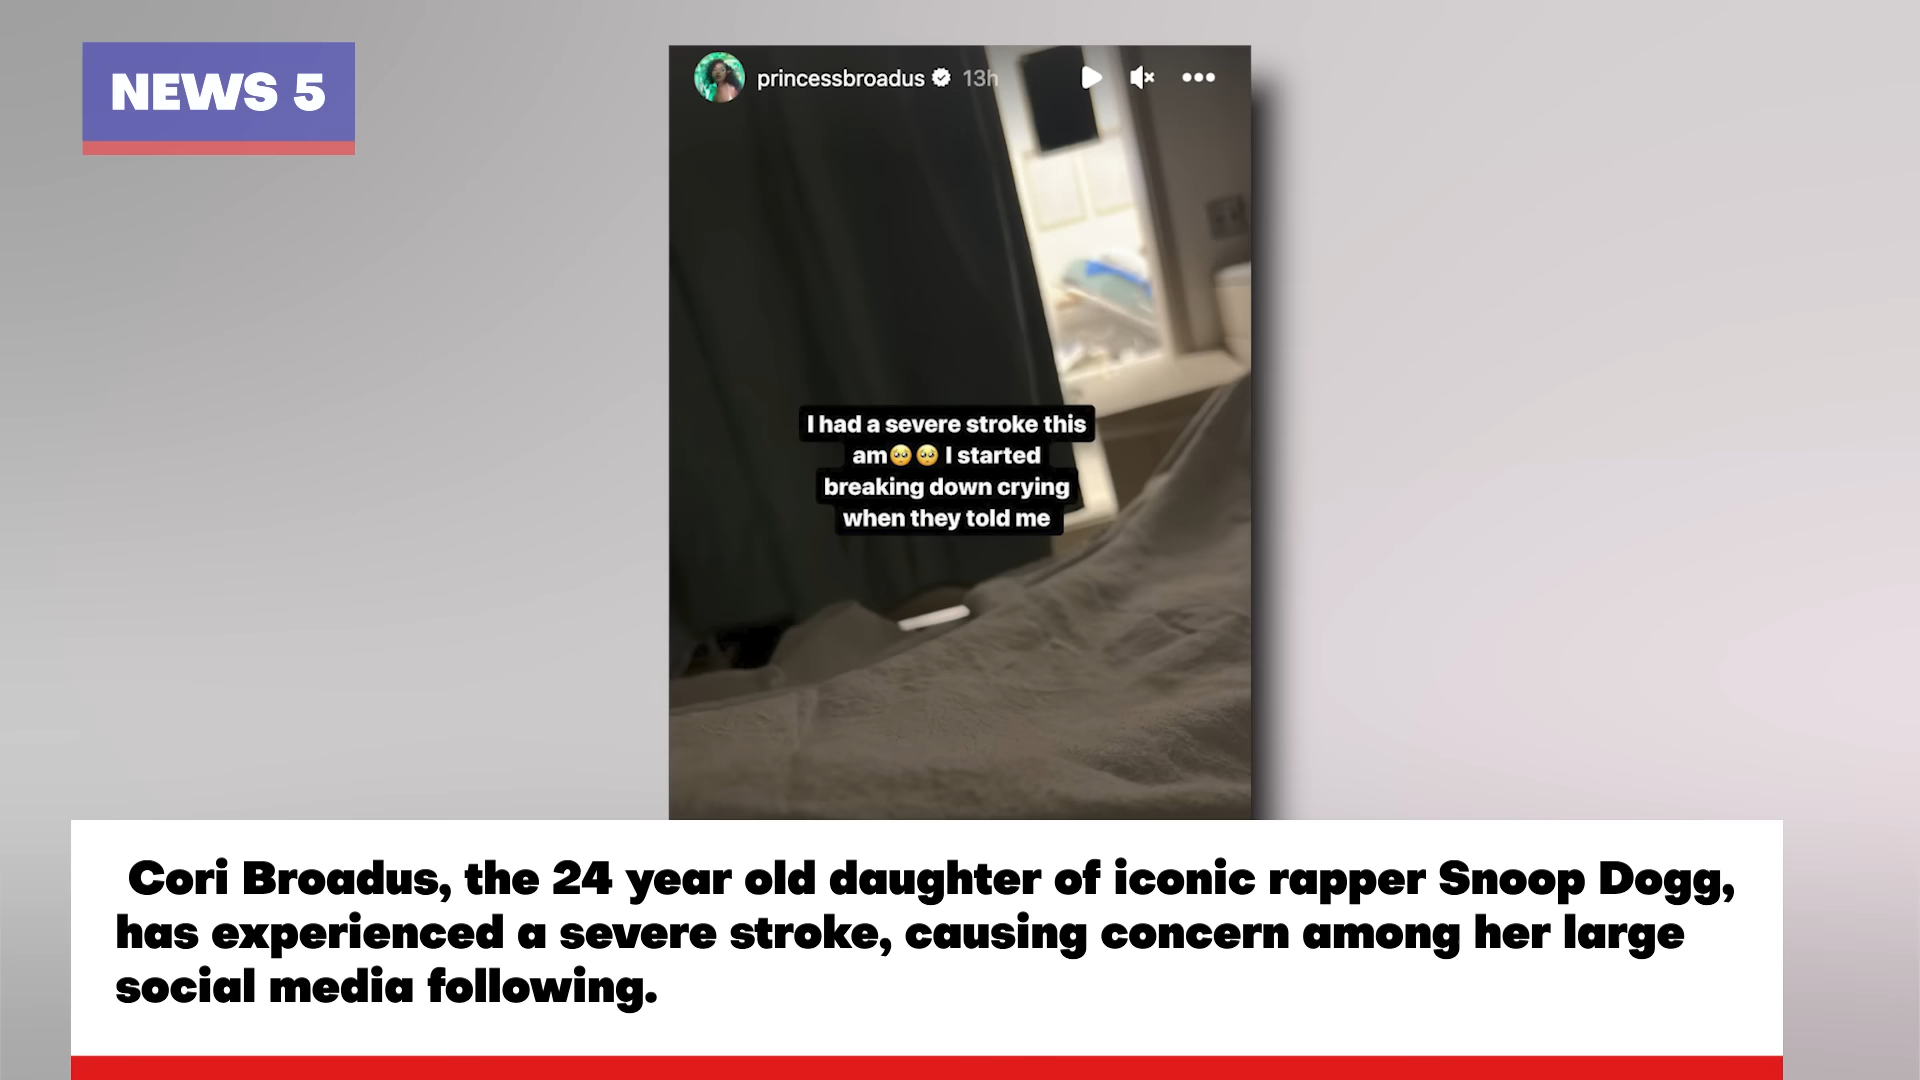 NEWS 5
princessbroadus 13h
I had a severe stroke this
am🥺🥺 I started
breaking down crying
when they told me
Cori Broadus, the 24 year old daughter of iconic rapper Snoop Dogg,
has experienced a severe stroke, causing concern among her large
social media following.